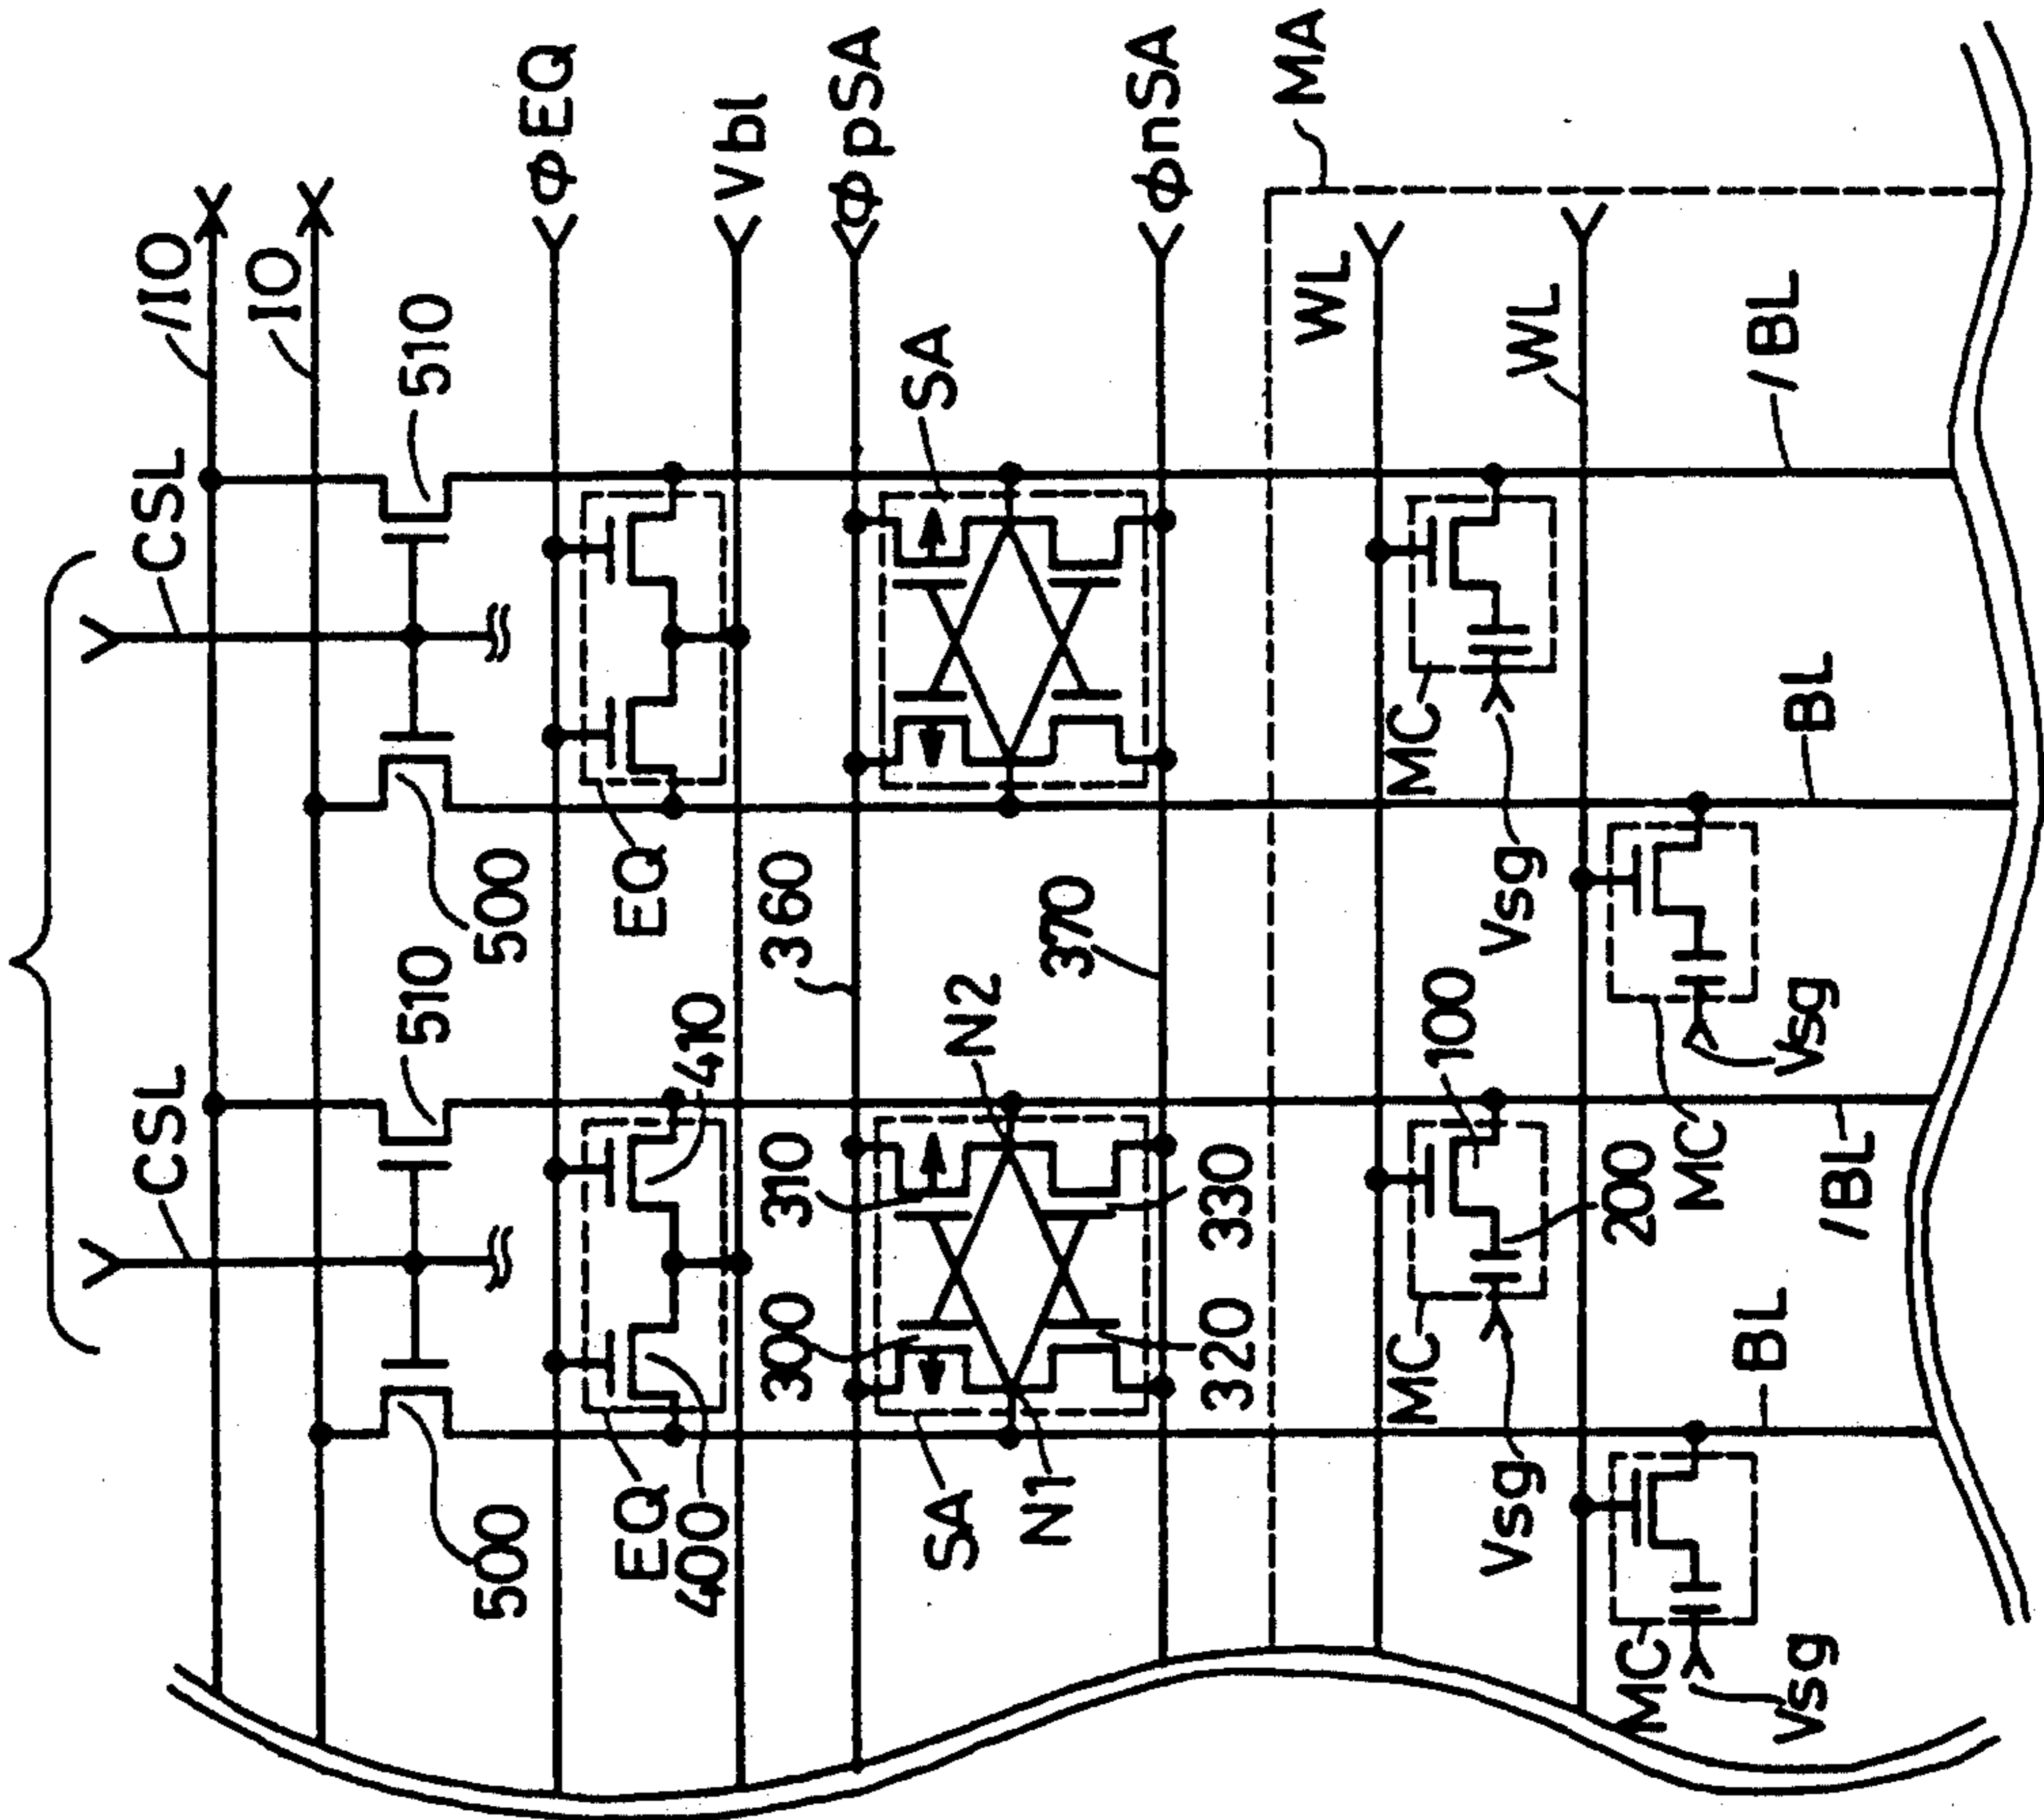 CSL
CSL
/IO
IO
510
510
500
500
ΦEQ
EQ
EQ
400
410
Vbl
300
310
360
ΦpSA
SA
SA
N2
N1
370
ΦnSA
320
330
MA
WL
MC
MC
100
Vsg
Vsg
WL
200
MC
MC
BL
/BL
Vsg
Vsg
BL
/BL